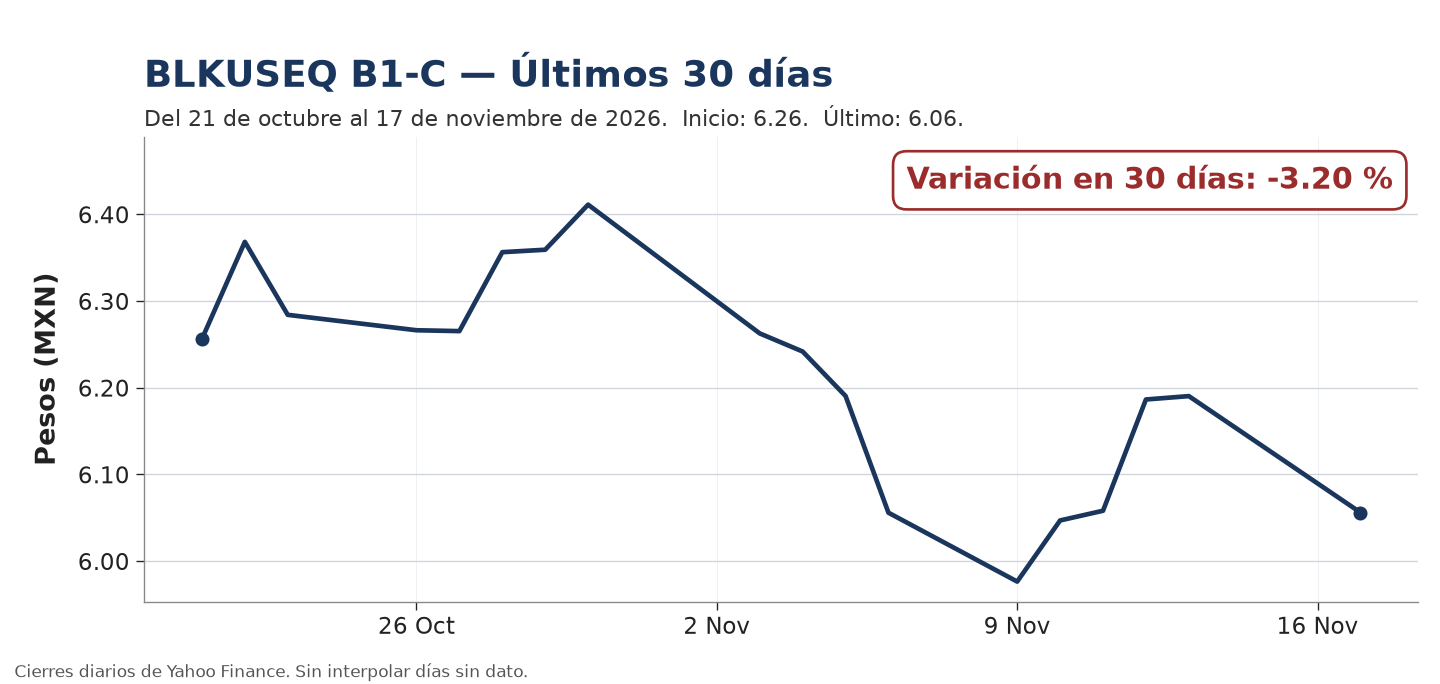 BLKUSEQ B1-C — Últimos 30 días
Del 21 de octubre al 17 de noviembre de 2026.  Inicio: 6.26.  Último: 6.06.
Variación en 30 días: -3.20 %
Pesos (MXN)
6.40
6.30
6.20
6.10
6.00
26 Oct
2 Nov
9 Nov
16 Nov
Cierres diarios de Yahoo Finance. Sin interpolar días sin dato.